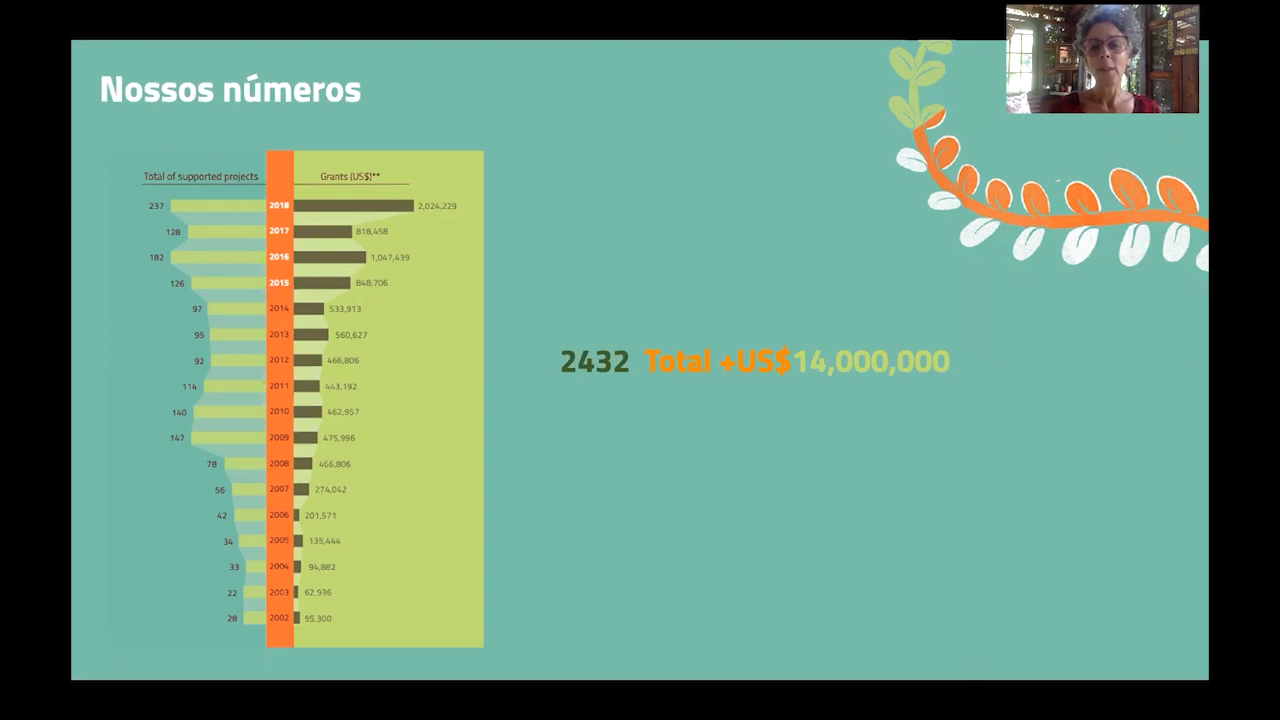 Nossos números
Total of supported projects Grants (US$)**
237 2018 2,024,229
128 2017 818,458
182 2016 1,047,439
126 2015 848,706
97 2014 533,913
95 2013 560,627
92 2012 466,806
114 2011 443,192
140 2010 462,957
147 2009 475,996
78 2008 466,806
56 2007 274,042
42 2006 201,571
34 2005 135,444
33 2004 94,882
22 2003 62,936
28 2002 95,300
2432 Total +US$14,000,000